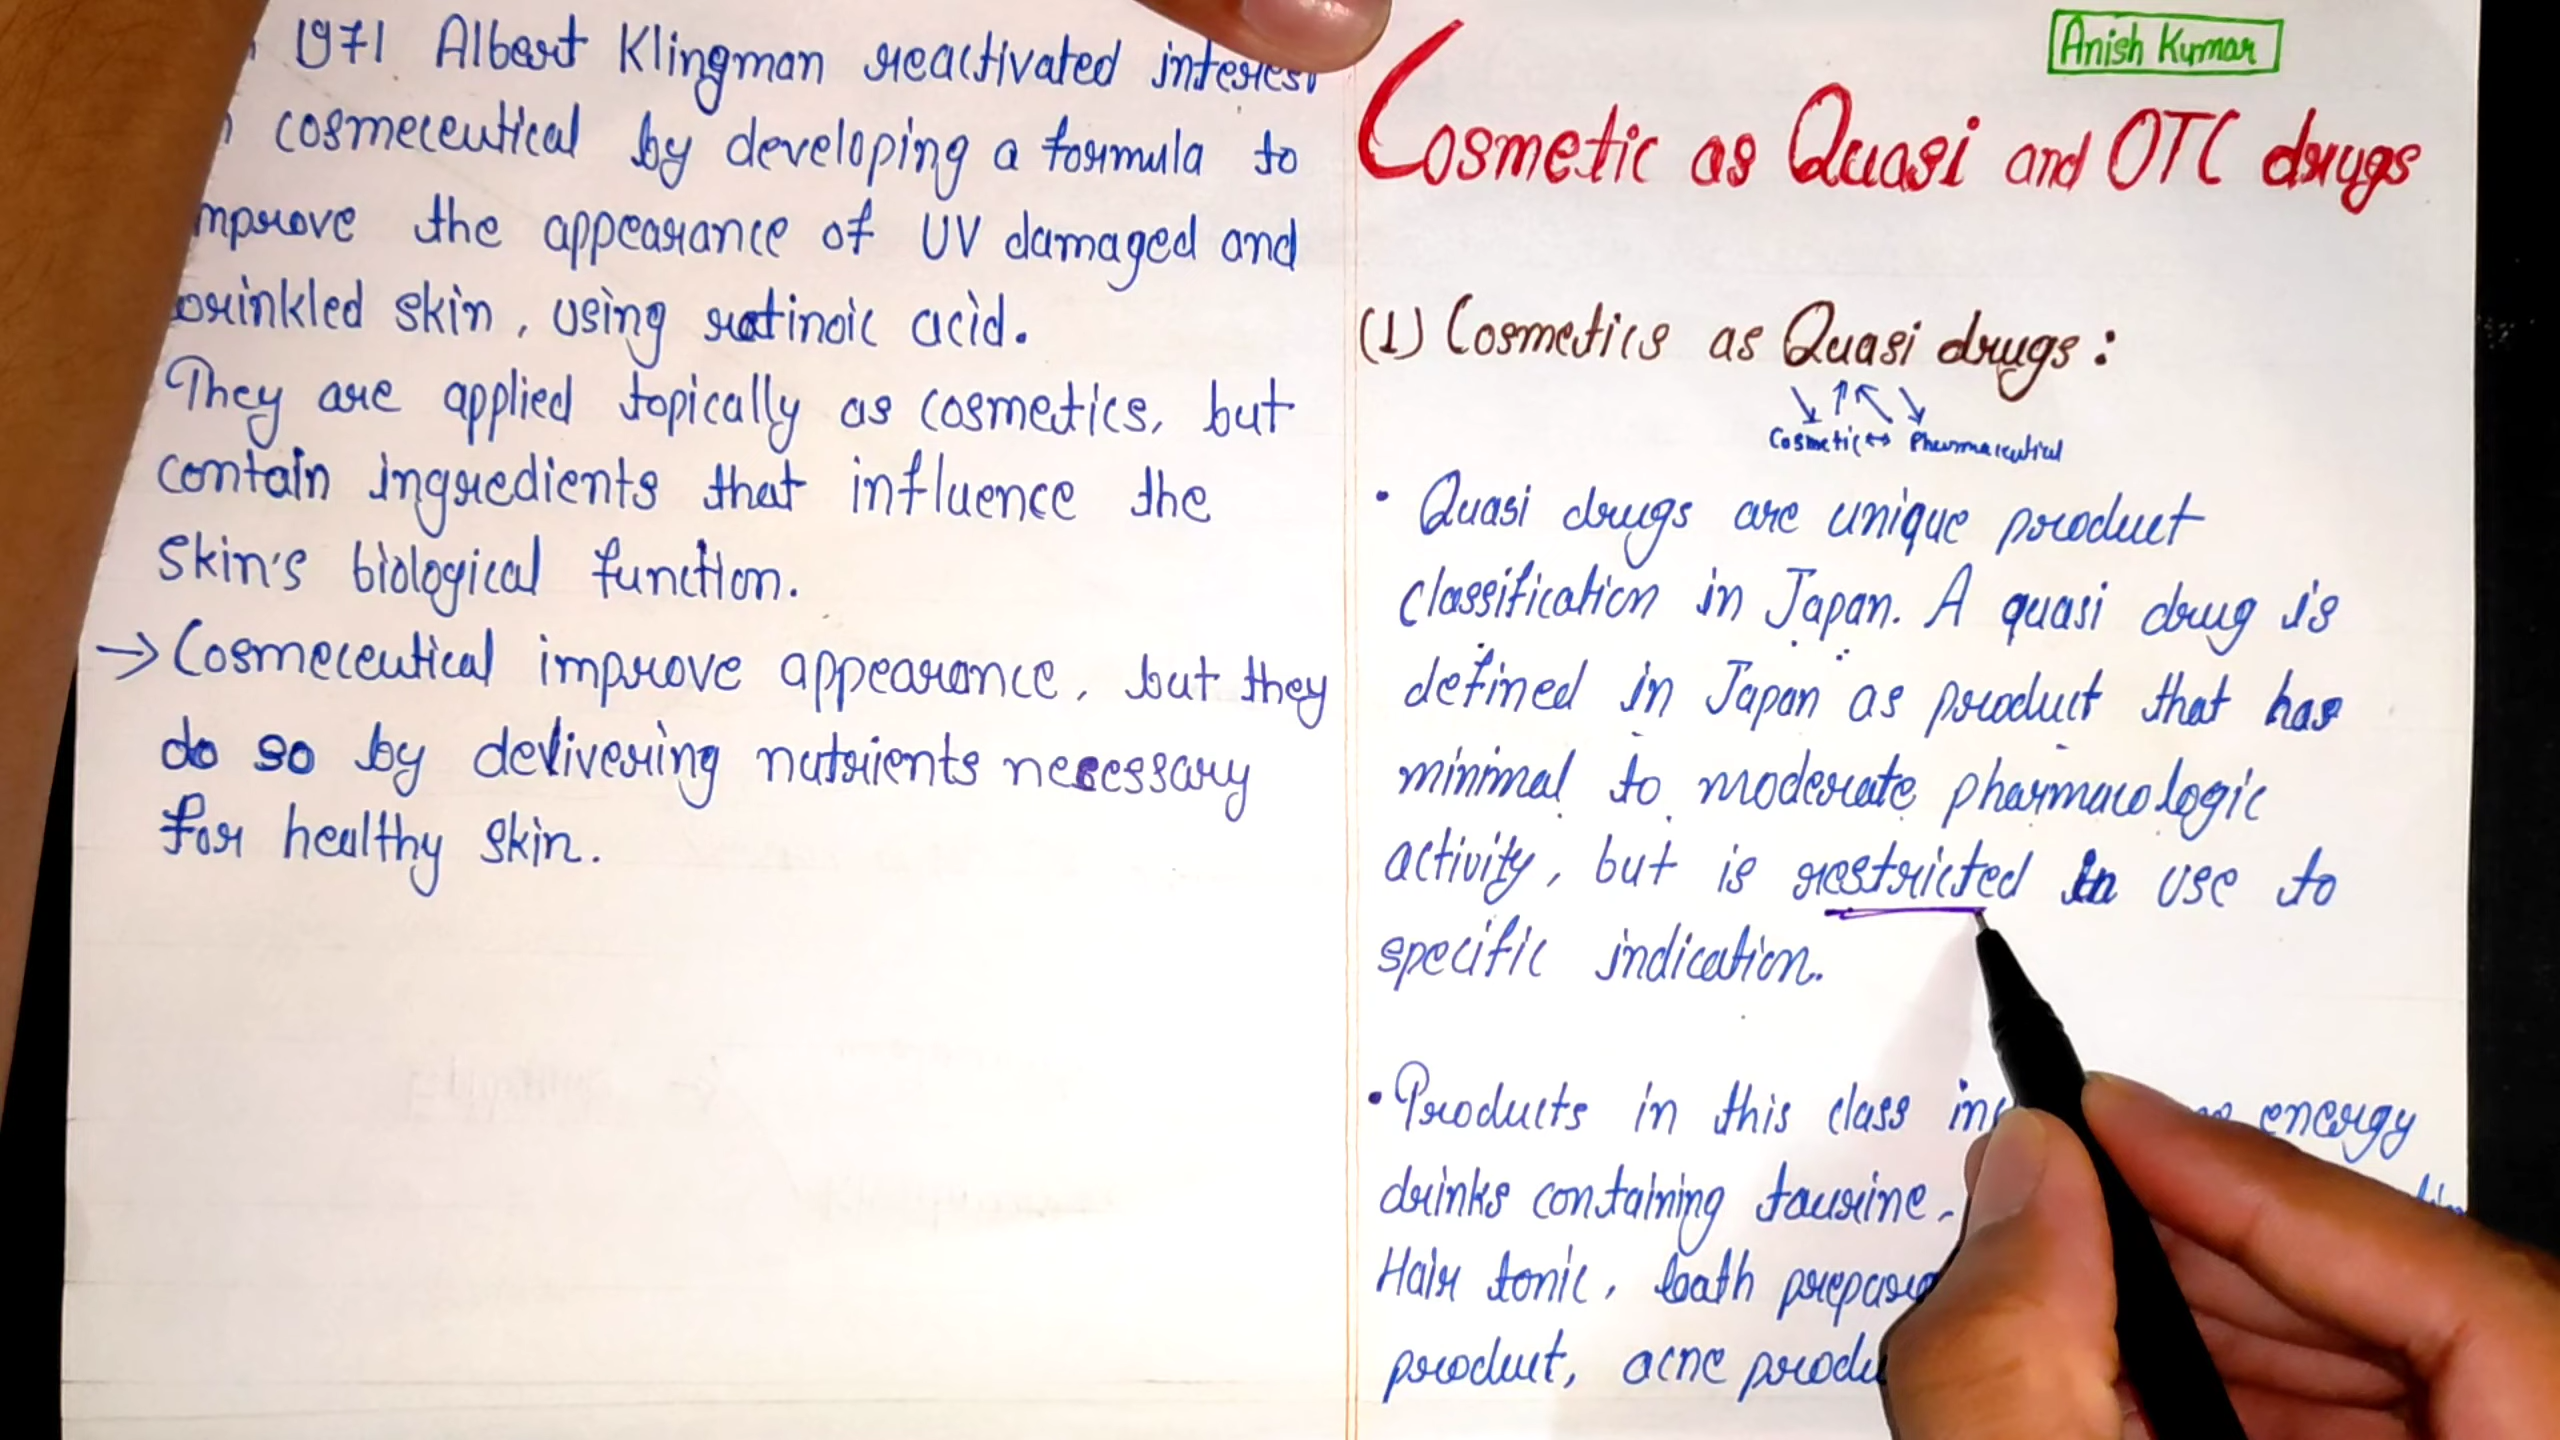 1971 Albert Klingman reactivated interest
cosmeceutical by developing a formula to
improve the appearance of UV damaged and
wrinkled skin, using ratinoic acid.
They are applied topically as cosmetics, but
contain ingredients that influence the
skin's biological function.
→ Cosmeceutical improve appearance, but they
do so by delivering nutrients necessary
for healthy skin.
Anish Kumar
Cosmetic as Quasi and OTC drugs
(1) Cosmetics as Quasi drugs:
Cosmetic ↔ Pharmaceutical
• Quasi drugs are unique product
classification in Japan. A quasi drug is
defined in Japan as product that has
minimal to moderate pharmacologic
activity, but is restricted in use to
specific indication.
• Products in this class energy
drinks containing taurine,
Hair tonic, bath
product, acne